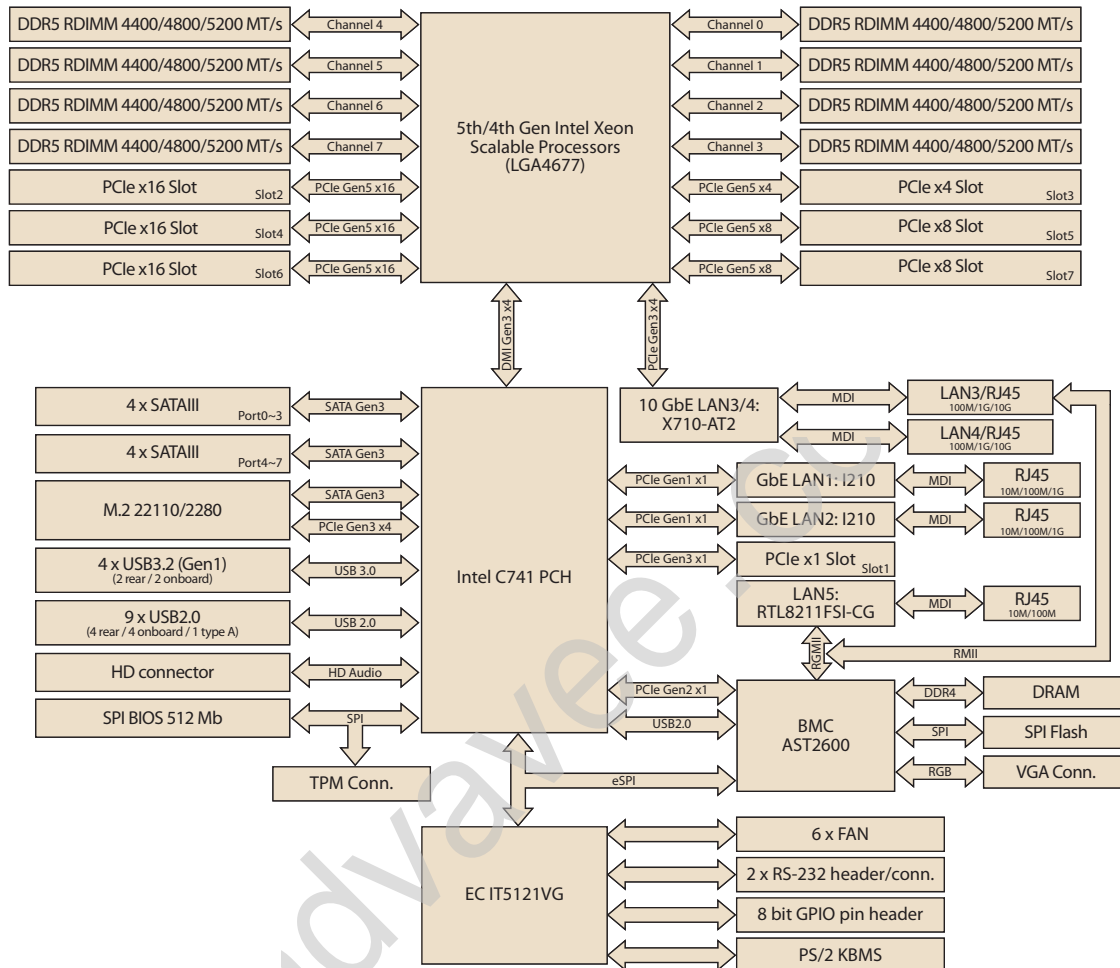 DDR5 RDIMM 4400/4800/5200 MT/s
Channel 4
Channel 0
DDR5 RDIMM 4400/4800/5200 MT/s
DDR5 RDIMM 4400/4800/5200 MT/s
Channel 5
Channel 1
DDR5 RDIMM 4400/4800/5200 MT/s
DDR5 RDIMM 4400/4800/5200 MT/s
Channel 6
Channel 2
DDR5 RDIMM 4400/4800/5200 MT/s
DDR5 RDIMM 4400/4800/5200 MT/s
Channel 7
Channel 3
DDR5 RDIMM 4400/4800/5200 MT/s
5th/4th Gen Intel Xeon
Scalable Processors
(LGA4677)
PCIe x16 Slot
Slot2
PCIe Gen5 x16
PCIe Gen5 x4
PCIe x4 Slot
Slot3
PCIe x16 Slot
Slot4
PCIe Gen5 x16
PCIe Gen5 x8
PCIe x8 Slot
Slot5
PCIe x16 Slot
Slot6
PCIe Gen5 x16
PCIe Gen5 x8
PCIe x8 Slot
Slot7
DMI Gen3 x4
PCIe Gen3 x4
4 x SATAIII
Port0~3
SATA Gen3
4 x SATAIII
Port4~7
SATA Gen3
M.2 22110/2280
SATA Gen3
PCIe Gen3 x4
4 x USB3.2 (Gen1)
(2 rear / 2 onboard)
USB 3.0
9 x USB2.0
(4 rear / 4 onboard / 1 type A)
USB 2.0
HD connector
HD Audio
SPI BIOS 512 Mb
SPI
TPM Conn.
Intel C741 PCH
10 GbE LAN3/4:
X710-AT2
MDI
LAN3/RJ45
100M/1G/10G
MDI
LAN4/RJ45
100M/1G/10G
PCIe Gen1 x1
GbE LAN1: I210
MDI
RJ45
10M/100M/1G
PCIe Gen1 x1
GbE LAN2: I210
MDI
RJ45
10M/100M/1G
PCIe Gen3 x1
PCIe x1 Slot
Slot1
LAN5:
RTL8211FSI-CG
MDI
RJ45
10M/100M
RGMII
RMII
PCIe Gen2 x1
USB2.0
BMC
AST2600
DDR4
DRAM
SPI
SPI Flash
RGB
VGA Conn.
eSPI
EC IT5121VG
6 x FAN
2 x RS-232 header/conn.
8 bit GPIO pin header
PS/2 KBMS